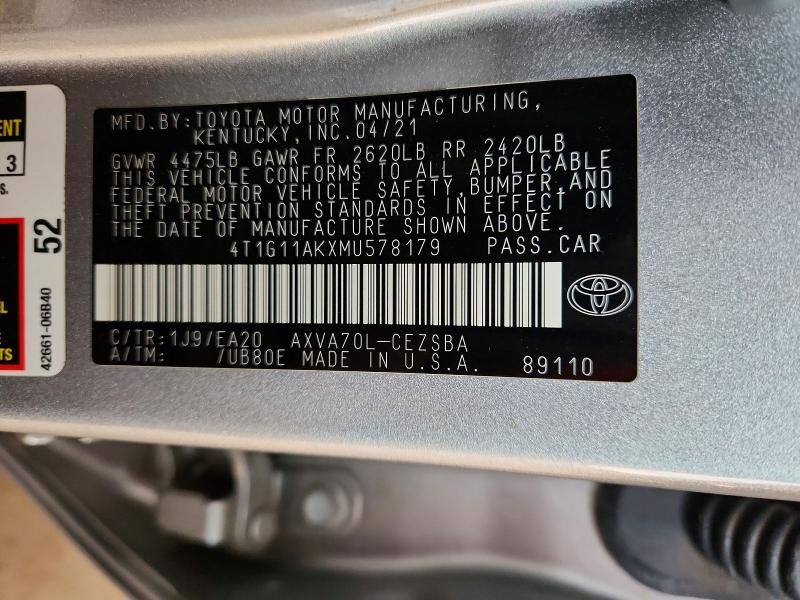 MFD.BY:TOYOTA MOTOR MANUFACTURING,
KENTUCKY,INC.04/21
GVWR 4475LB GAWR FR 2620LB RR 2420LB
THIS VEHICLE CONFORMS TO ALL APPLICABLE
FEDERAL MOTOR VEHICLE SAFETY,BUMPER,AND
THEFT PREVENTION STANDARDS IN EFFECT ON
THE DATE OF MANUFACTURE SHOWN ABOVE.
4T1G11AKXMU578179 PASS.CAR
C/TR:1J9/EA20 AXVA70L-CEZSBA
A/TM: /UB80E MADE IN U.S.A. 89110
3
52
42661-06B40